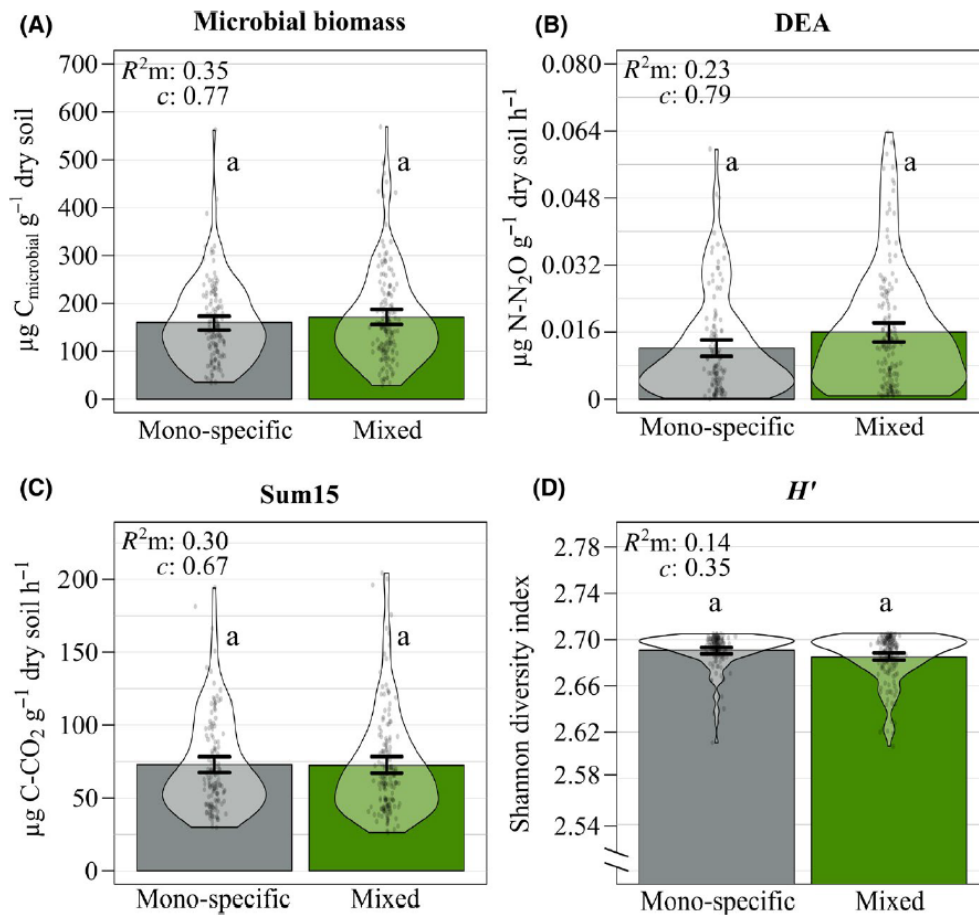 (A) Microbial biomass
R²m: 0.35
c: 0.77
700
600
500
400
300
200
100
0
µg C microbial g⁻¹ dry soil
a
a
Mono-specific Mixed
(B) DEA
R²m: 0.23
c: 0.79
0.080
0.064
0.048
0.032
0.016
0
µg N-N₂O g⁻¹ dry soil h⁻¹
a
a
Mono-specific Mixed
(C) Sum15
R²m: 0.30
c: 0.67
200
150
100
50
0
µg C-CO₂ g⁻¹ dry soil h⁻¹
a
a
Mono-specific Mixed
(D) H'
R²m: 0.14
c: 0.35
2.78
2.74
2.70
2.66
2.62
2.58
2.54
Shannon diversity index
a
a
Mono-specific Mixed